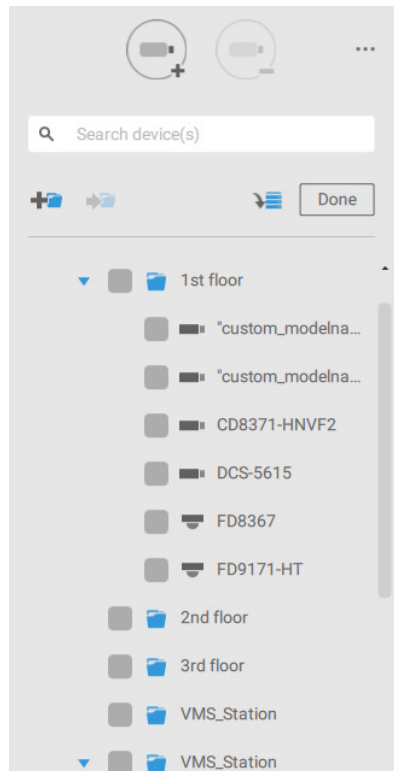 Search device(s)
Done
1st floor
"custom_modelna...
"custom_modelna...
CD8371-HNVF2
DCS-5615
FD8367
FD9171-HT
2nd floor
3rd floor
VMS_Station
VMS_Station